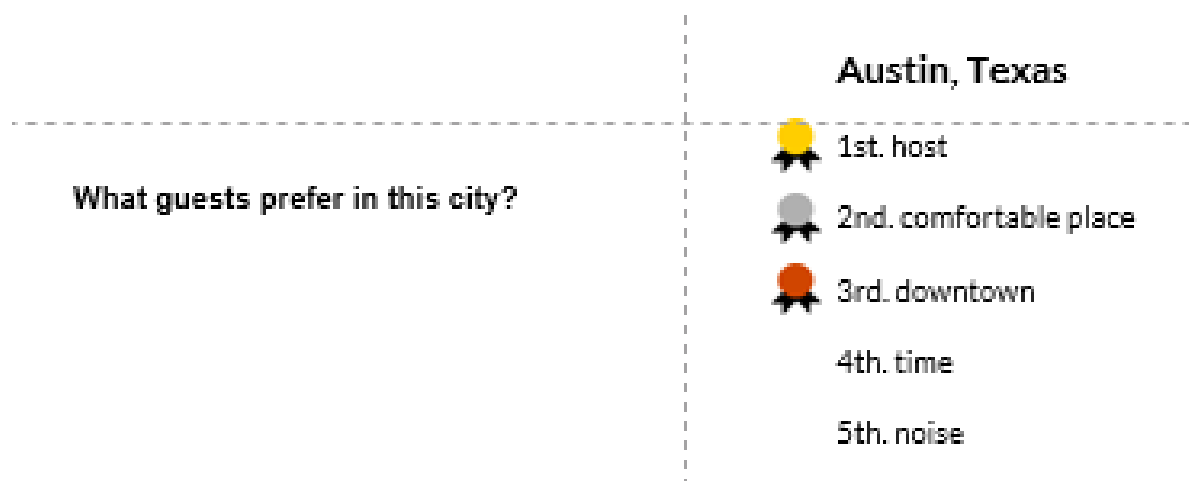 Austin, Texas
1st. host
What guests prefer in this city?
2nd. comfortable place
3rd. downtown
4th. time
5th. noise